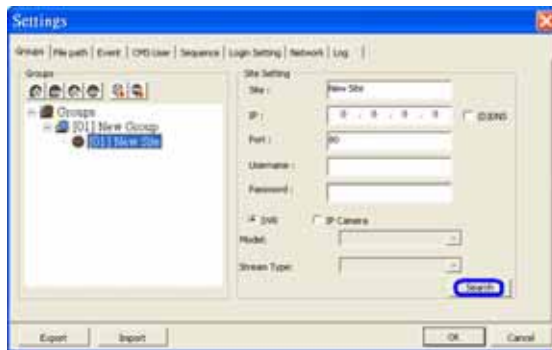 Settings
Groups | File path | Event | CMS User | Sequence | Login Setting | Network | Log
Groups
Groups
[01] New Group
[01] New Site
Site Setting
Site :
New Site
IP :
0 . 0 . 0 . 0
(D)DNS
Port :
80
Username :
Password :
DVR
IP Camera
Model:
Stream Type:
Search
Export
Import
OK
Cancel